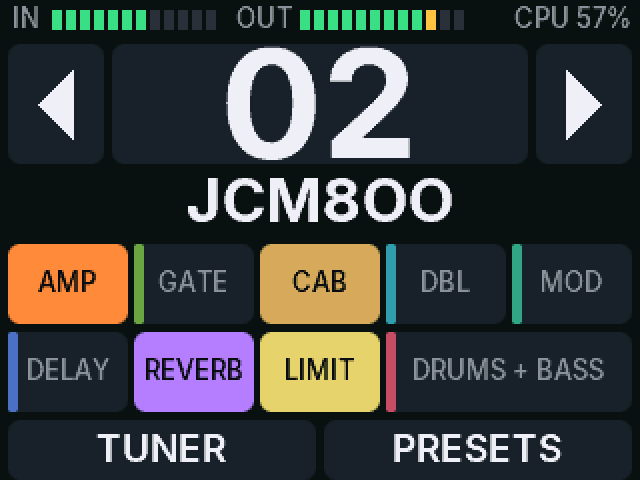 IN OUT CPU 57%
02
JCM800
AMP GATE CAB DBL MOD
DELAY REVERB LIMIT DRUMS + BASS
TUNER PRESETS